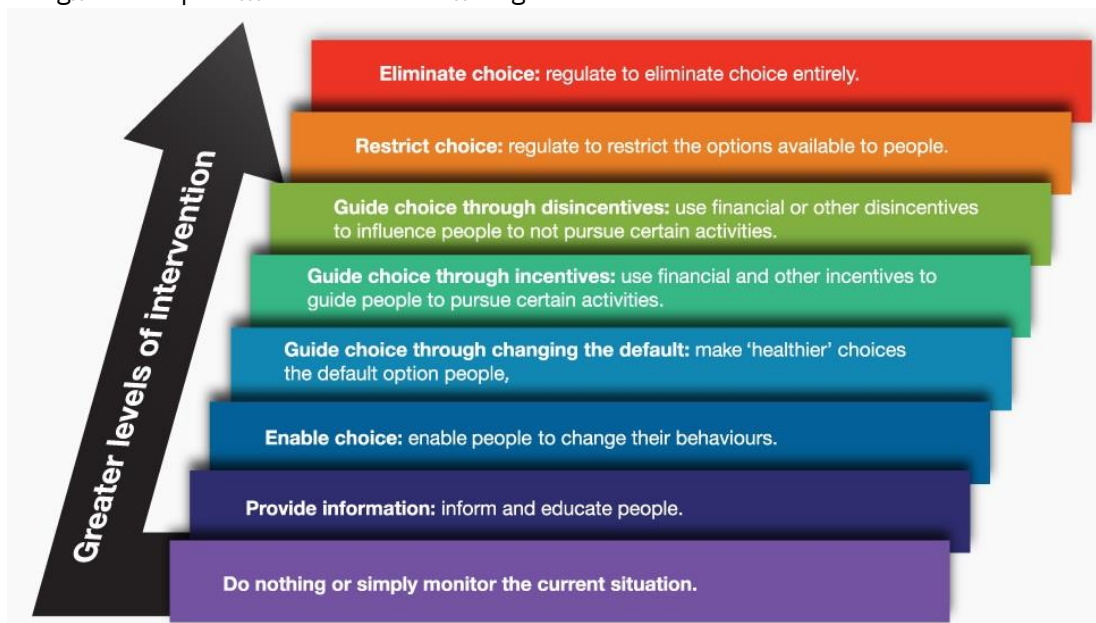 Eliminate choice: regulate to eliminate choice entirely.
Restrict choice: regulate to restrict the options available to people.
Guide choice through disincentives: use financial or other disincentives
to influence people to not pursue certain activities.
Guide choice through incentives: use financial and other incentives to
guide people to pursue certain activities.
Guide choice through changing the default: make ‘healthier’ choices
the default option people,
Enable choice: enable people to change their behaviours.
Provide information: inform and educate people.
Do nothing or simply monitor the current situation.
Greater levels of intervention